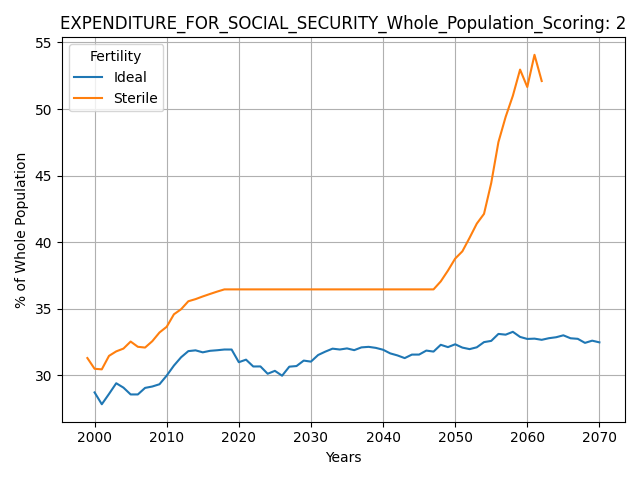 EXPENDITURE_FOR_SOCIAL_SECURITY_Whole_Population_Scoring: 2
Fertility
Ideal
Sterile
% of Whole Population
55
50
45
40
35
30
2000 2010 2020 2030 2040 2050 2060 2070
Years